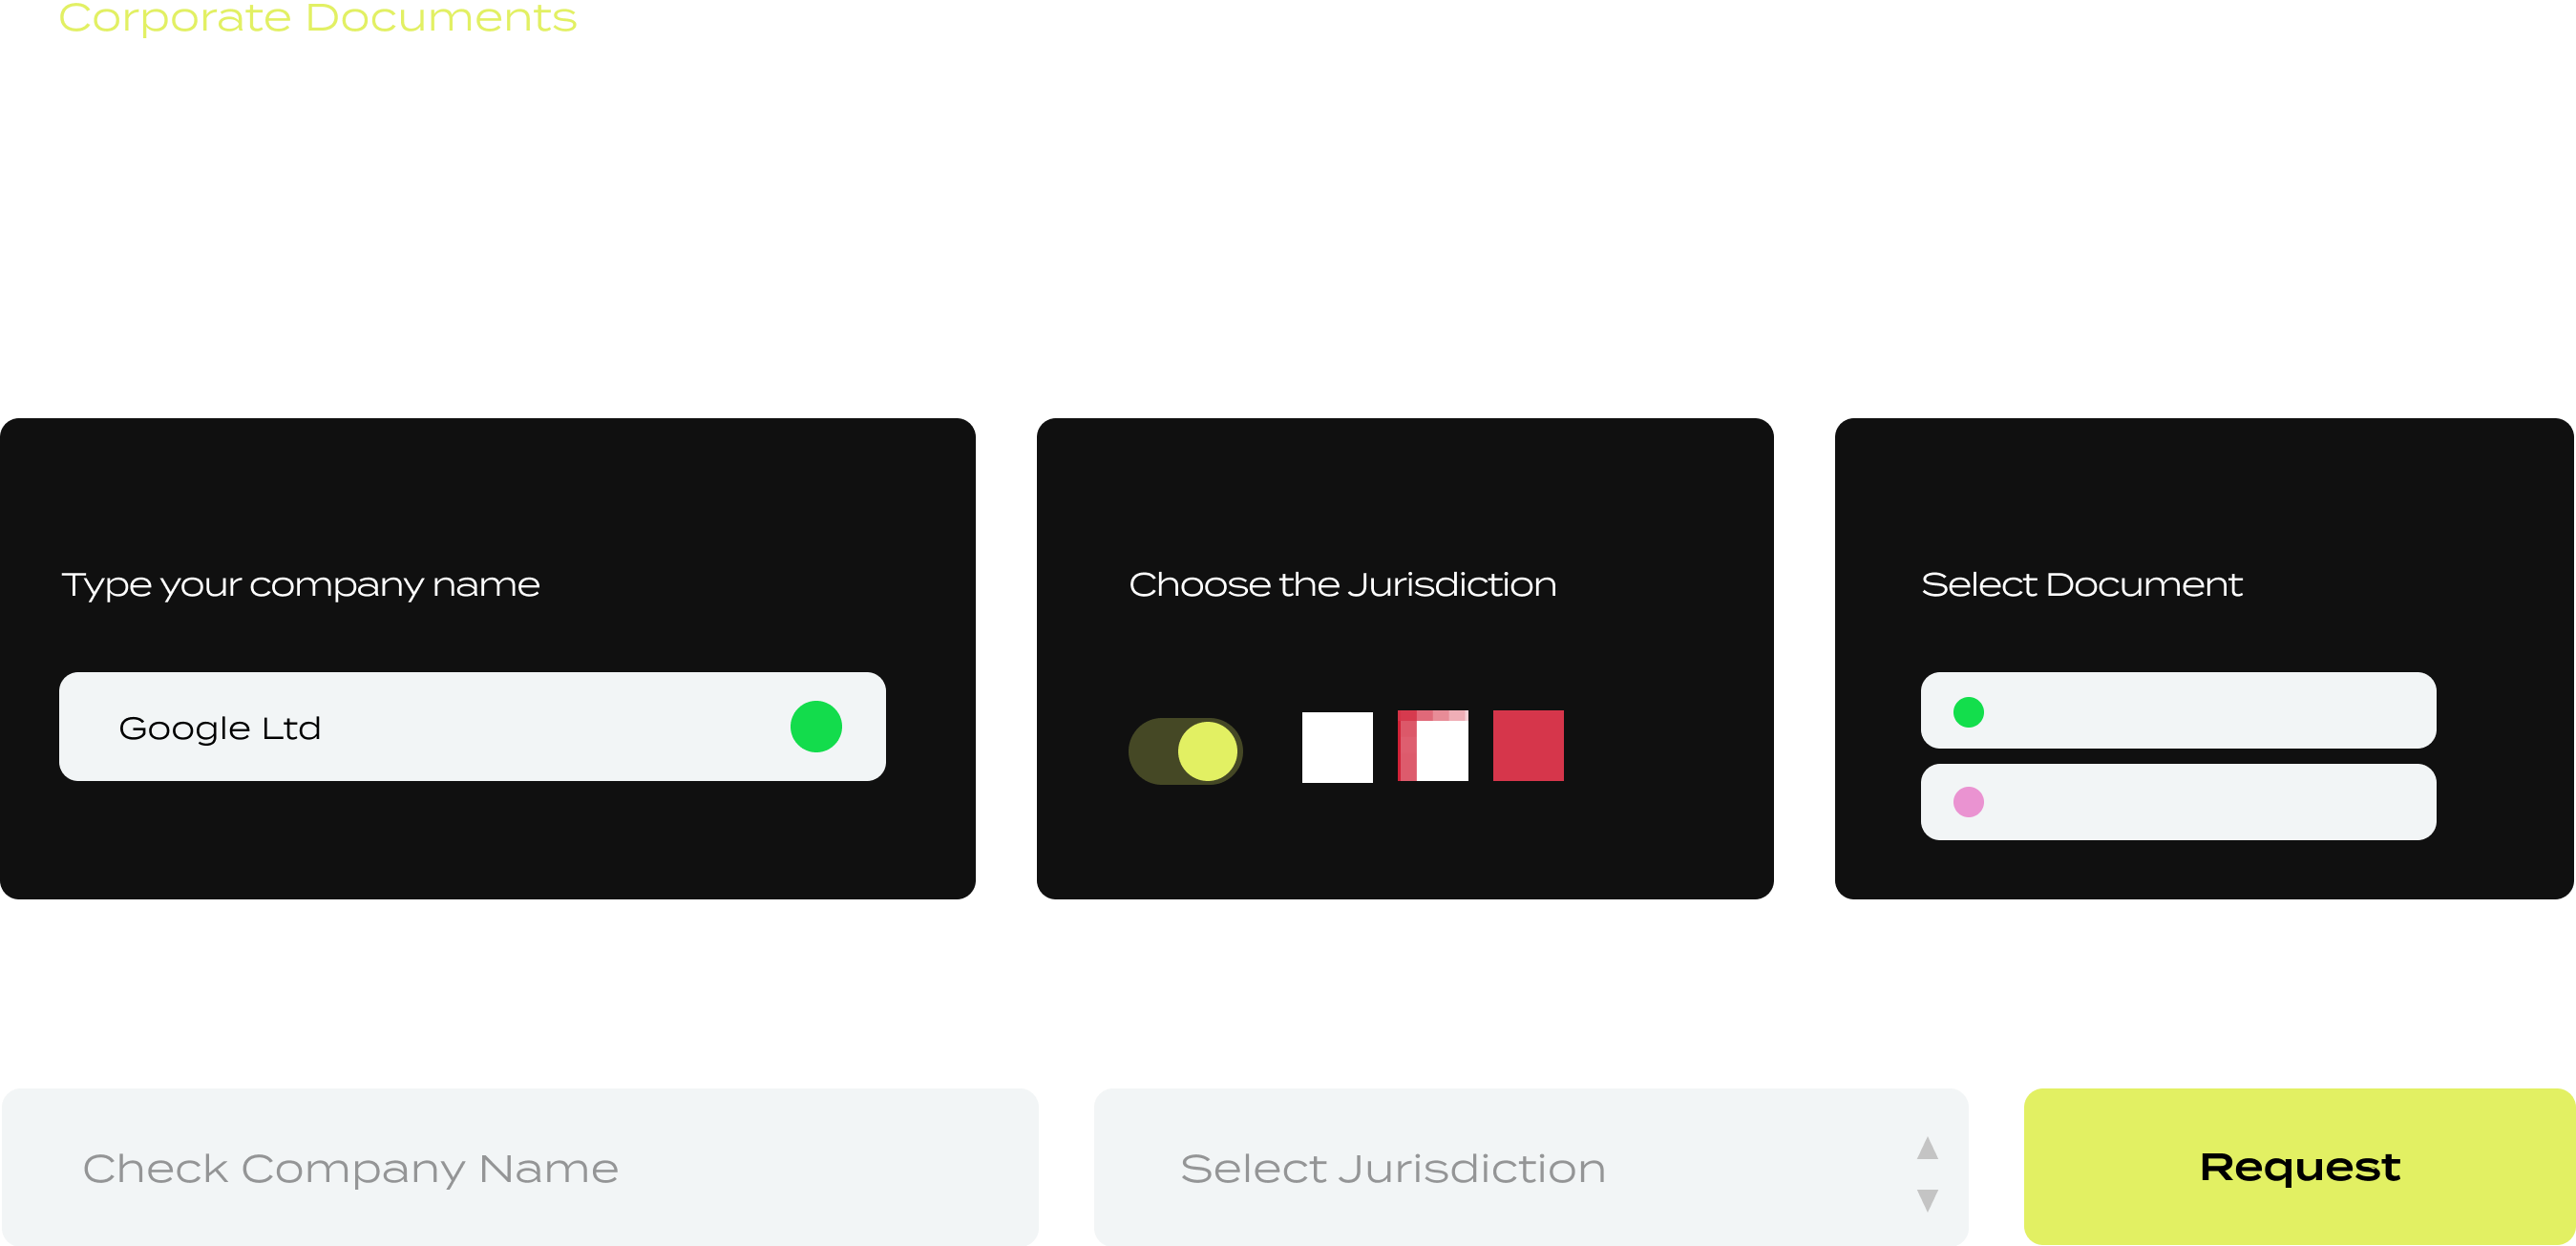 Corporate Documents
Type your company name
Google Ltd
Choose the Jurisdiction
Select Document
Check Company Name
Select Jurisdiction
Request